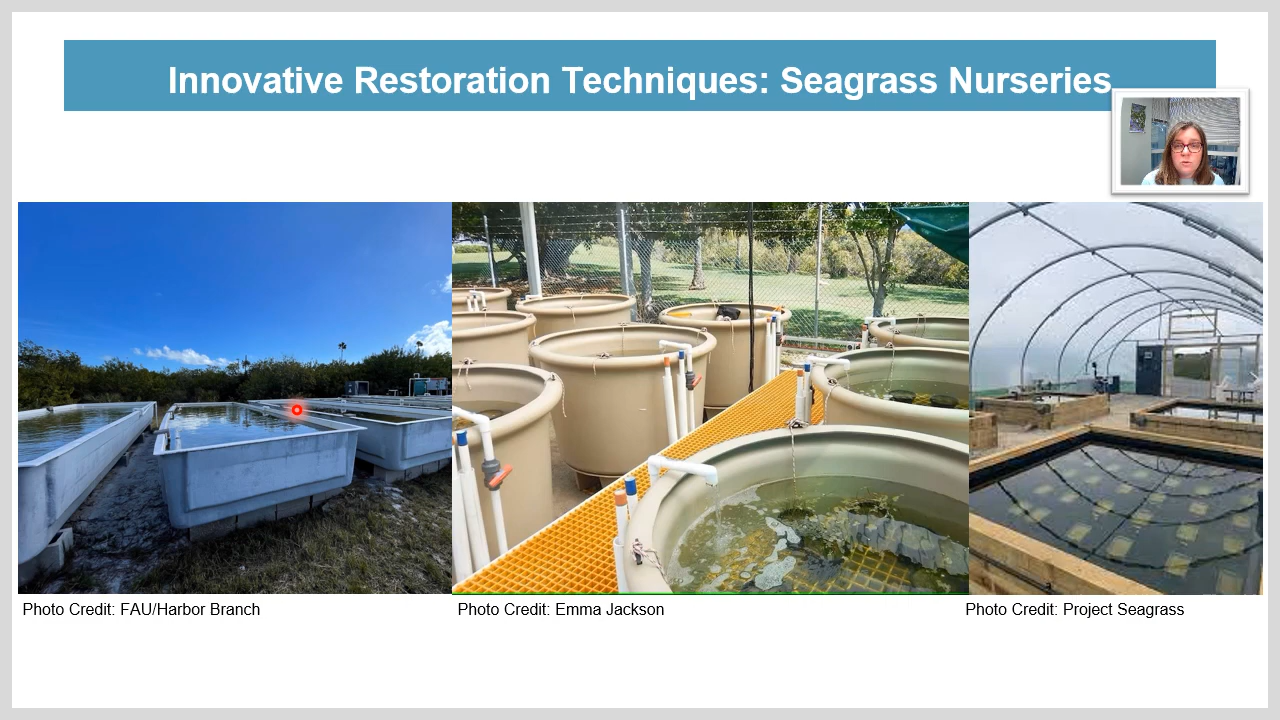 Innovative Restoration Techniques: Seagrass Nurseries
Photo Credit: FAU/Harbor Branch
Photo Credit: Emma Jackson
Photo Credit: Project Seagrass